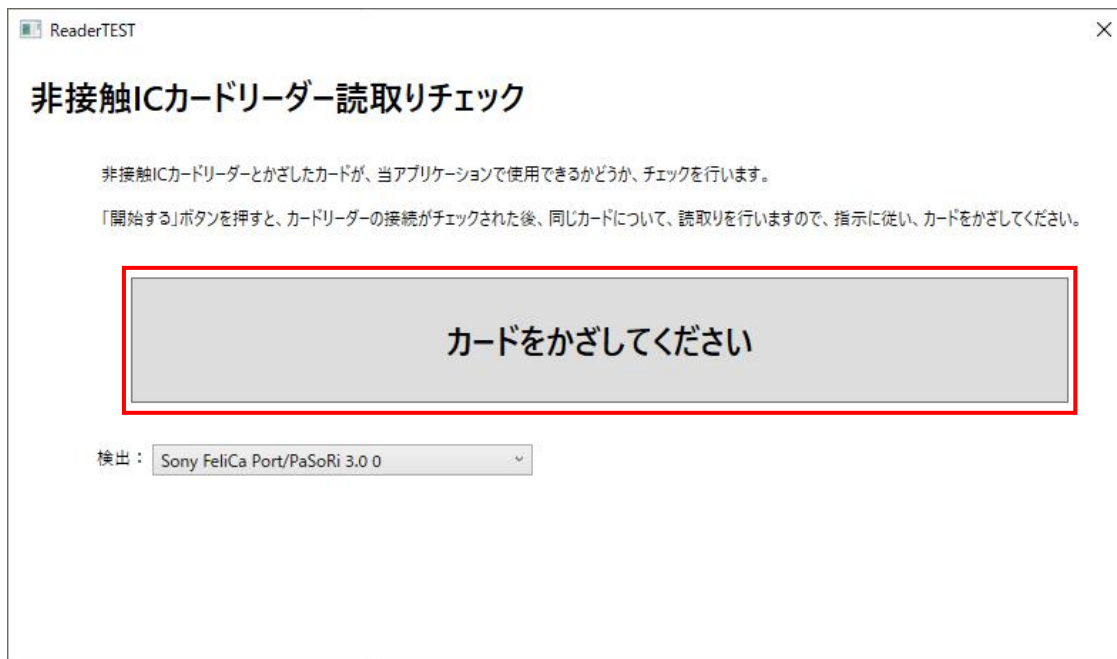 ReaderTEST
非接触ICカードリーダー読取りチェック
非接触ICカードリーダーとかざしたカードが、当アプリケーションで使用できるかどうか、チェックを行います。
「開始する」ボタンを押すと、カードリーダーの接続がチェックされた後、同じカードについて、読取りを行いますので、指示に従い、カードをかざしてください。
カードをかざしてください
検出： Sony FeliCa Port/PaSoRi 3.0 0